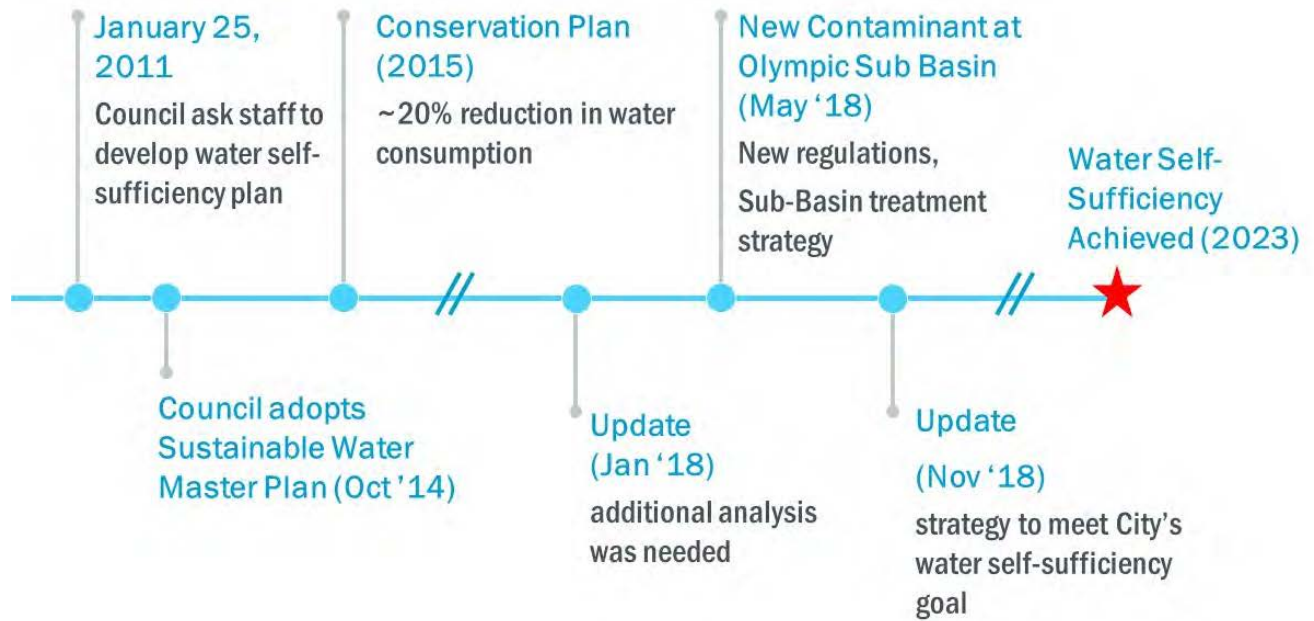 January 25,
2011
Council ask staff to
develop water self-
sufficiency plan
Conservation Plan
(2015)
~20% reduction in water
consumption
New Contaminant at
Olympic Sub Basin
(May ‘18)
New regulations,
Sub-Basin treatment
strategy
Water Self-
Sufficiency
Achieved (2023)
Council adopts
Sustainable Water
Master Plan (Oct ’14)
Update
(Jan ‘18)
additional analysis
was needed
Update
(Nov ‘18)
strategy to meet City’s
water self-sufficiency
goal